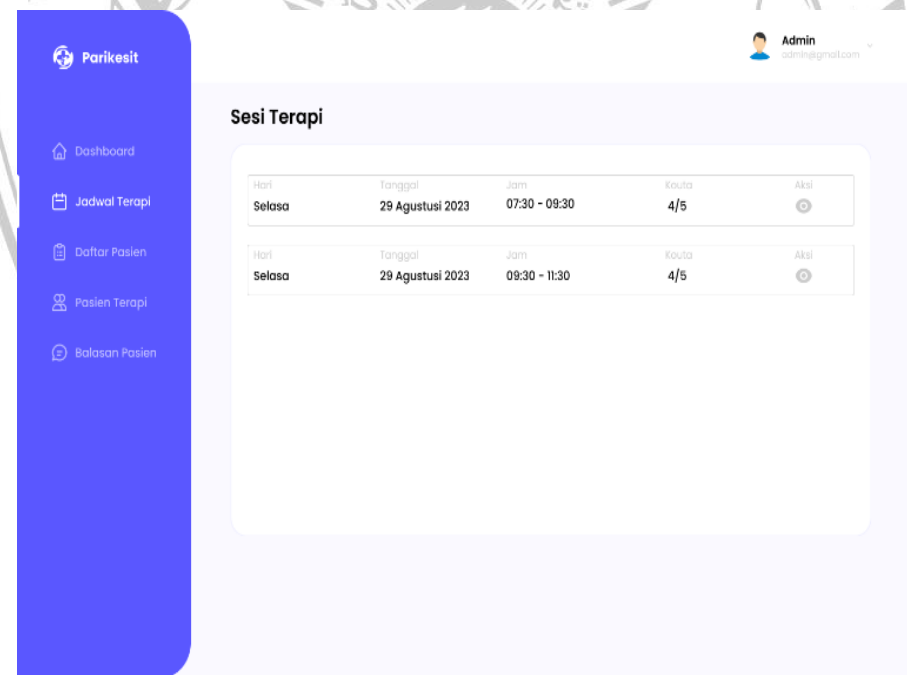 Parikesit
Admin
admin@gmail.com
Sesi Terapi
Dashboard
Jadwal Terapi
Daftar Pasien
Pasien Terapi
Balasan Pasien
Hari Tanggal Jam Kouta Aksi
Selasa 29 Agustusi 2023 07:30 - 09:30 4/5
Hari Tanggal Jam Kouta Aksi
Selasa 29 Agustusi 2023 09:30 - 11:30 4/5